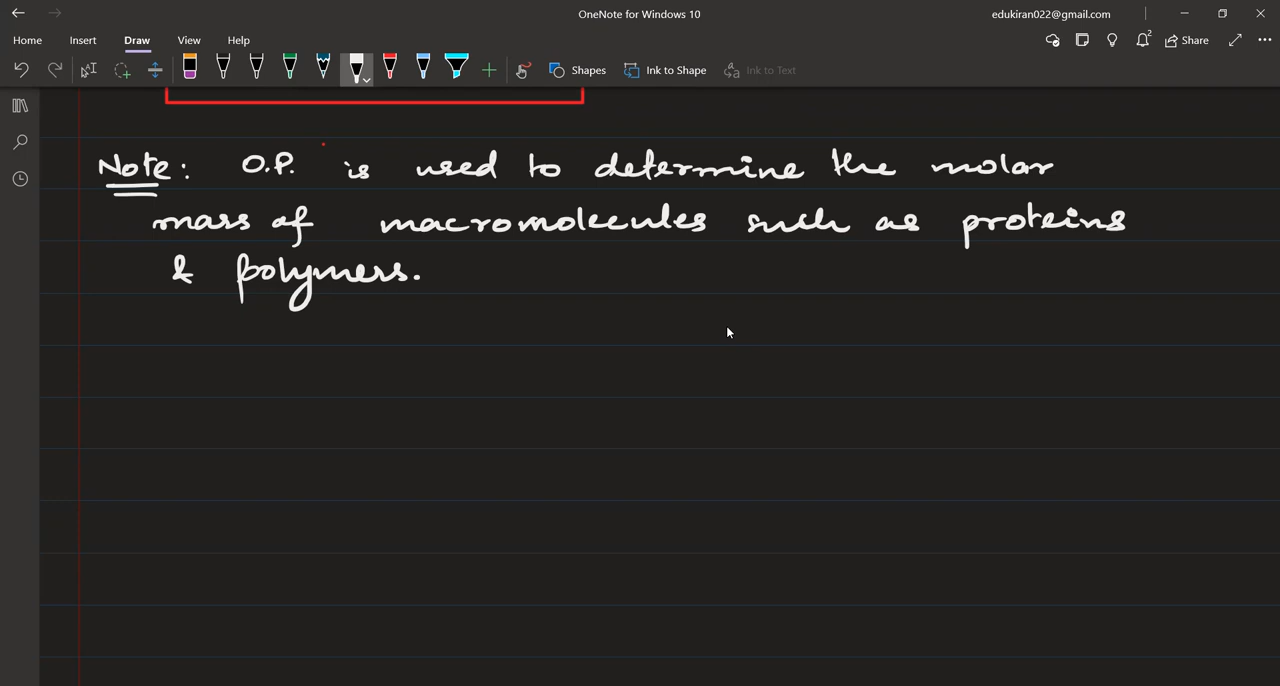 OneNote for Windows 10
edukiran022@gmail.com
Home Insert Draw View Help
Share
Shapes Ink to Shape Ink to Text
Note: O.P. is used to determine the molar
mass of macromolecules such as proteins
& polymers.